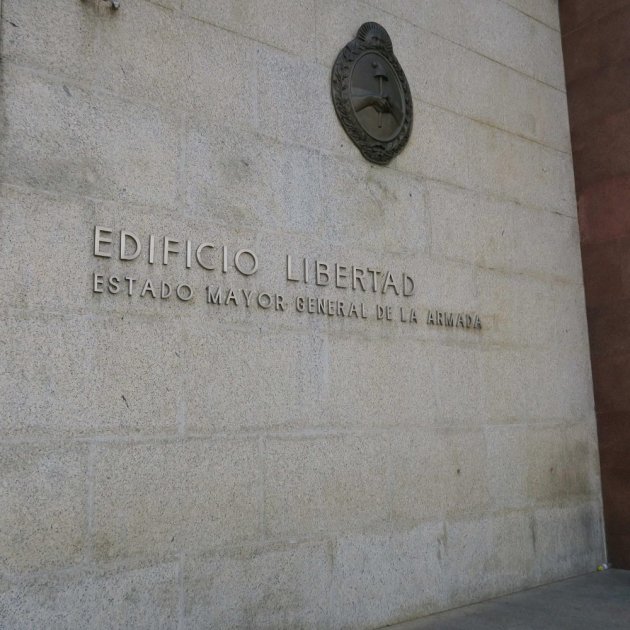 EDIFICIO LIBERTAD
ESTADO MAYOR GENERAL DE LA ARMADA